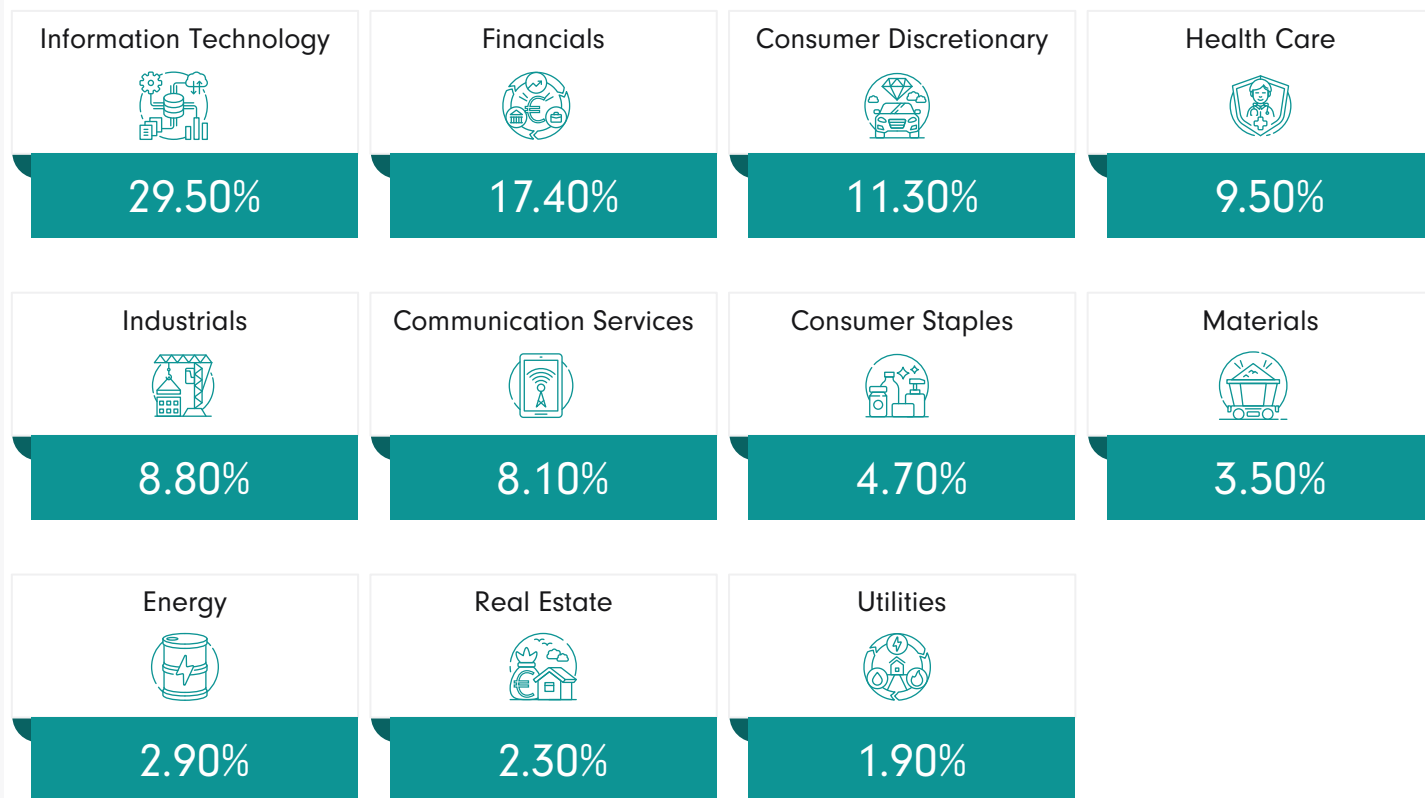 Information Technology
29.50%
Financials
17.40%
Consumer Discretionary
11.30%
Health Care
9.50%
Industrials
8.80%
Communication Services
8.10%
Consumer Staples
4.70%
Materials
3.50%
Energy
2.90%
Real Estate
2.30%
Utilities
1.90%